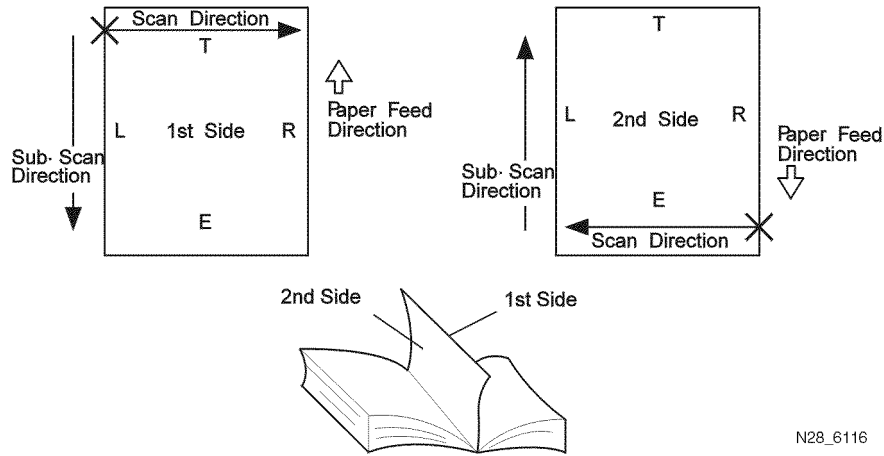 Scan Direction
T
L
1st Side
R
E
Sub-Scan
Direction
Paper Feed
Direction
T
L
2nd Side
R
E
Sub-Scan
Direction
Paper Feed
Direction
Scan Direction
2nd Side
1st Side
N28_6116